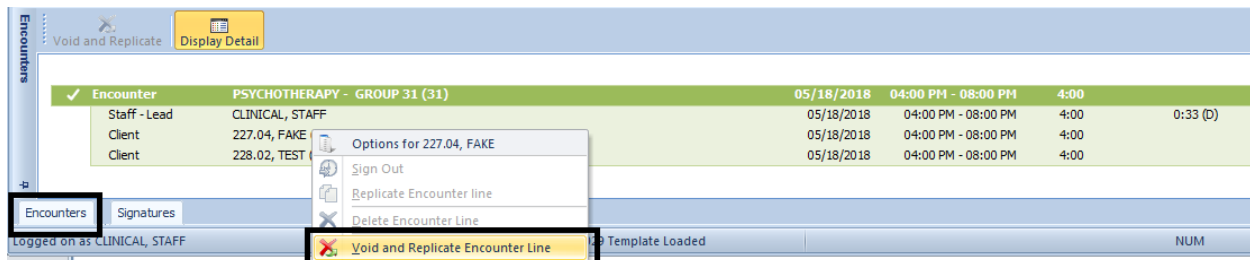 Encounters
Void and Replicate Display Detail
Encounter PSYCHOTHERAPY - GROUP 31 (31) 05/18/2018 04:00 PM - 08:00 PM 4:00
Staff - Lead CLINICAL, STAFF 05/18/2018 04:00 PM - 08:00 PM 4:00 0:33 (D)
Client 227.04, FAKE 05/18/2018 04:00 PM - 08:00 PM 4:00
Client 228.02, TEST ( 05/18/2018 04:00 PM - 08:00 PM 4:00
Options for 227.04, FAKE
Sign Out
Replicate Encounter line
Delete Encounter Line
Void and Replicate Encounter Line
Encounters Signatures
Logged on as CLINICAL, STAFF Template Loaded NUM